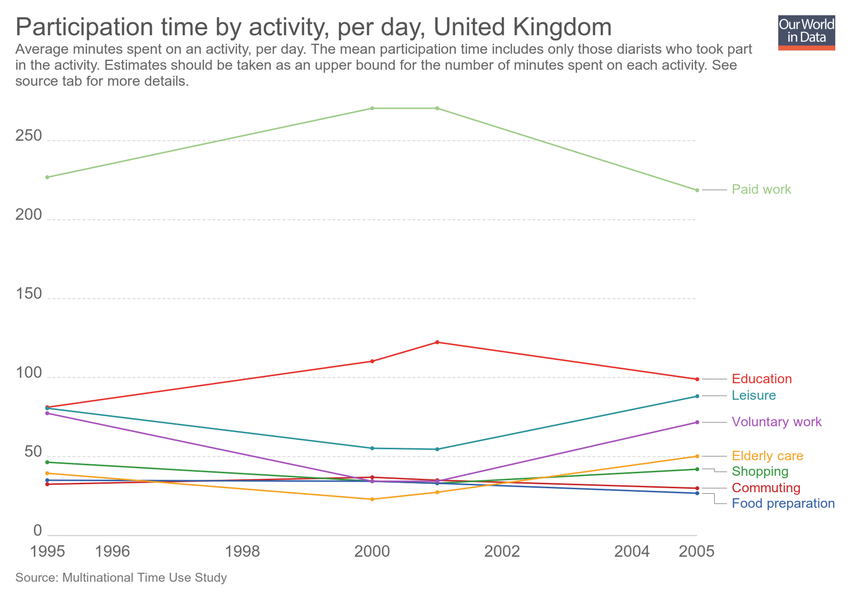 Participation time by activity, per day, United Kingdom
Our World
in Data
Average minutes spent on an activity, per day. The mean participation time includes only those diarists who took part
in the activity. Estimates should be taken as an upper bound for the number of minutes spent on each activity. See
source tab for more details.
250
200
150
100
50
0
Paid work
Education
Leisure
Voluntary work
Elderly care
Shopping
Commuting
Food preparation
1995 1996 1998 2000 2002 2004 2005
Source: Multinational Time Use Study